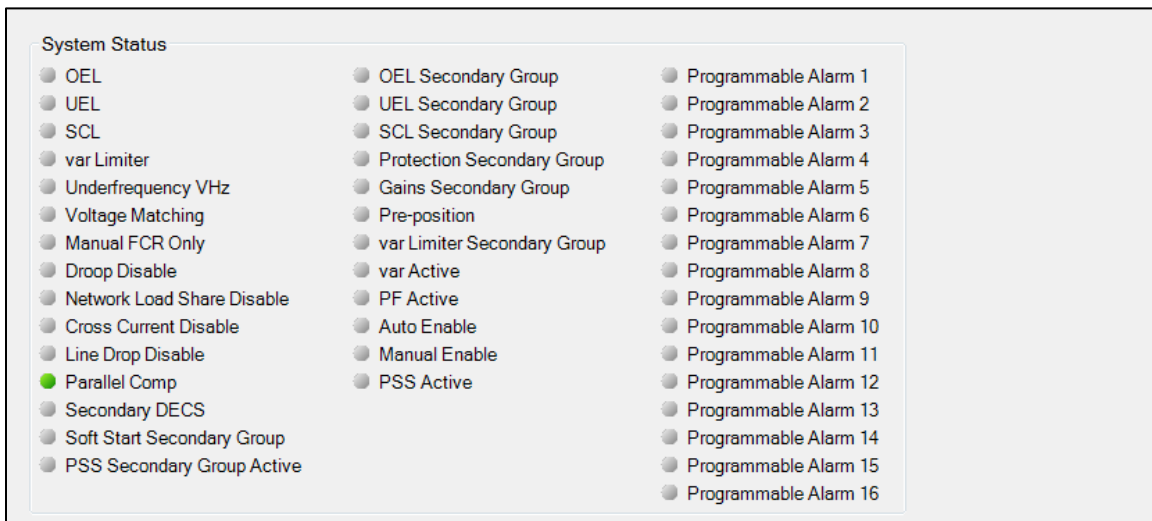 System Status
OEL
UEL
SCL
var Limiter
Underfrequency VHz
Voltage Matching
Manual FCR Only
Droop Disable
Network Load Share Disable
Cross Current Disable
Line Drop Disable
Parallel Comp
Secondary DECS
Soft Start Secondary Group
PSS Secondary Group Active
OEL Secondary Group
UEL Secondary Group
SCL Secondary Group
Protection Secondary Group
Gains Secondary Group
Pre-position
var Limiter Secondary Group
var Active
PF Active
Auto Enable
Manual Enable
PSS Active
Programmable Alarm 1
Programmable Alarm 2
Programmable Alarm 3
Programmable Alarm 4
Programmable Alarm 5
Programmable Alarm 6
Programmable Alarm 7
Programmable Alarm 8
Programmable Alarm 9
Programmable Alarm 10
Programmable Alarm 11
Programmable Alarm 12
Programmable Alarm 13
Programmable Alarm 14
Programmable Alarm 15
Programmable Alarm 16